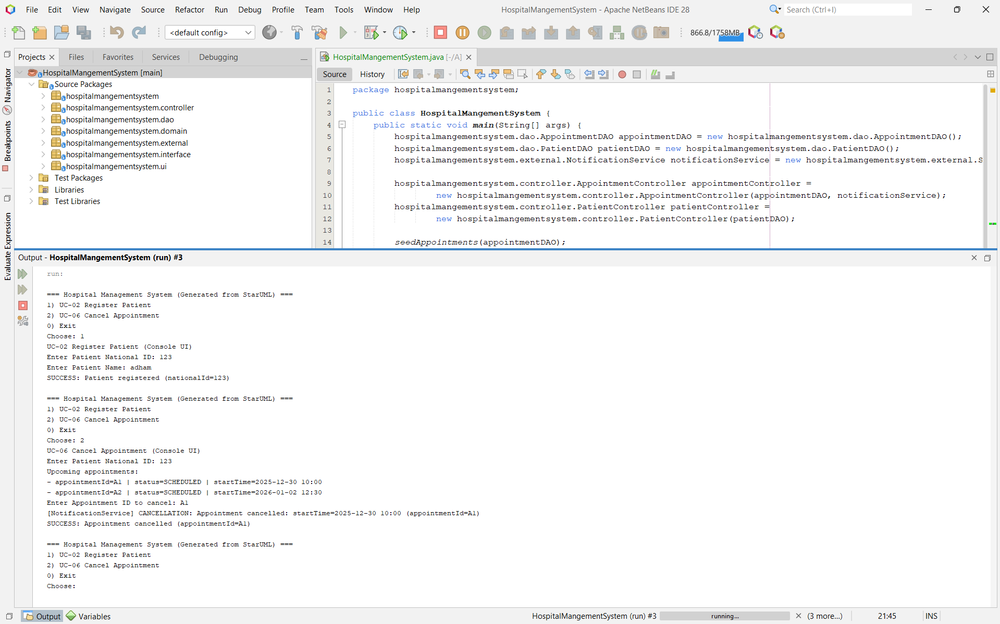 File Edit View Navigate Source Refactor Run Debug Profile Team Tools Window Help
HospitalMangementSystem - Apache NetBeans IDE 28
Search (Ctrl+I)
<default config>
866.8/1758MB
Projects Files Favorites Services Debugging
HospitalMangementSystem.java [-/A]
Navigator
Breakpoints
Evaluate Expression
HospitalMangementSystem [main]
Source Packages
hospitalmangementsystem
hospitalmangementsystem.controller
hospitalmangementsystem.dao
hospitalmangementsystem.domain
hospitalmangementsystem.external
hospitalmangementsystem.interface
hospitalmangementsystem.ui
Test Packages
Libraries
Test Libraries
Source History
1 package hospitalmangementsystem;
2
3 public class HospitalMangementSystem {
4 public static void main(String[] args) {
5 hospitalmangementsystem.dao.AppointmentDAO appointmentDAO = new hospitalmangementsystem.dao.AppointmentDAO();
6 hospitalmangementsystem.dao.PatientDAO patientDAO = new hospitalmangementsystem.dao.PatientDAO();
7 hospitalmangementsystem.external.NotificationService notificationService = new hospitalmangementsystem.external.S
8
9 hospitalmangementsystem.controller.AppointmentController appointmentController =
10 new hospitalmangementsystem.controller.AppointmentController(appointmentDAO, notificationService);
11 hospitalmangementsystem.controller.PatientController patientController =
12 new hospitalmangementsystem.controller.PatientController(patientDAO);
13
14 seedAppointments(appointmentDAO);
Output - HospitalMangementSystem (run) #3
run:
=== Hospital Management System (Generated from StarUML) ===
1) UC-02 Register Patient
2) UC-06 Cancel Appointment
0) Exit
Choose: 1
UC-02 Register Patient (Console UI)
Enter Patient National ID: 123
Enter Patient Name: adham
SUCCESS: Patient registered (nationalId=123)
=== Hospital Management System (Generated from StarUML) ===
1) UC-02 Register Patient
2) UC-06 Cancel Appointment
0) Exit
Choose: 2
UC-06 Cancel Appointment (Console UI)
Enter Patient National ID: 123
Upcoming appointments:
- appointmentId=A1 | status=SCHEDULED | startTime=2025-12-30 10:00
- appointmentId=A2 | status=SCHEDULED | startTime=2026-01-02 12:30
Enter Appointment ID to cancel: A1
[NotificationService] CANCELLATION: Appointment cancelled: startTime=2025-12-30 10:00 (appointmentId=A1)
SUCCESS: Appointment cancelled (appointmentId=A1)
=== Hospital Management System (Generated from StarUML) ===
1) UC-02 Register Patient
2) UC-06 Cancel Appointment
0) Exit
Choose:
Output Variables
HospitalMangementSystem (run) #3 running... (3 more...) 21:45 INS